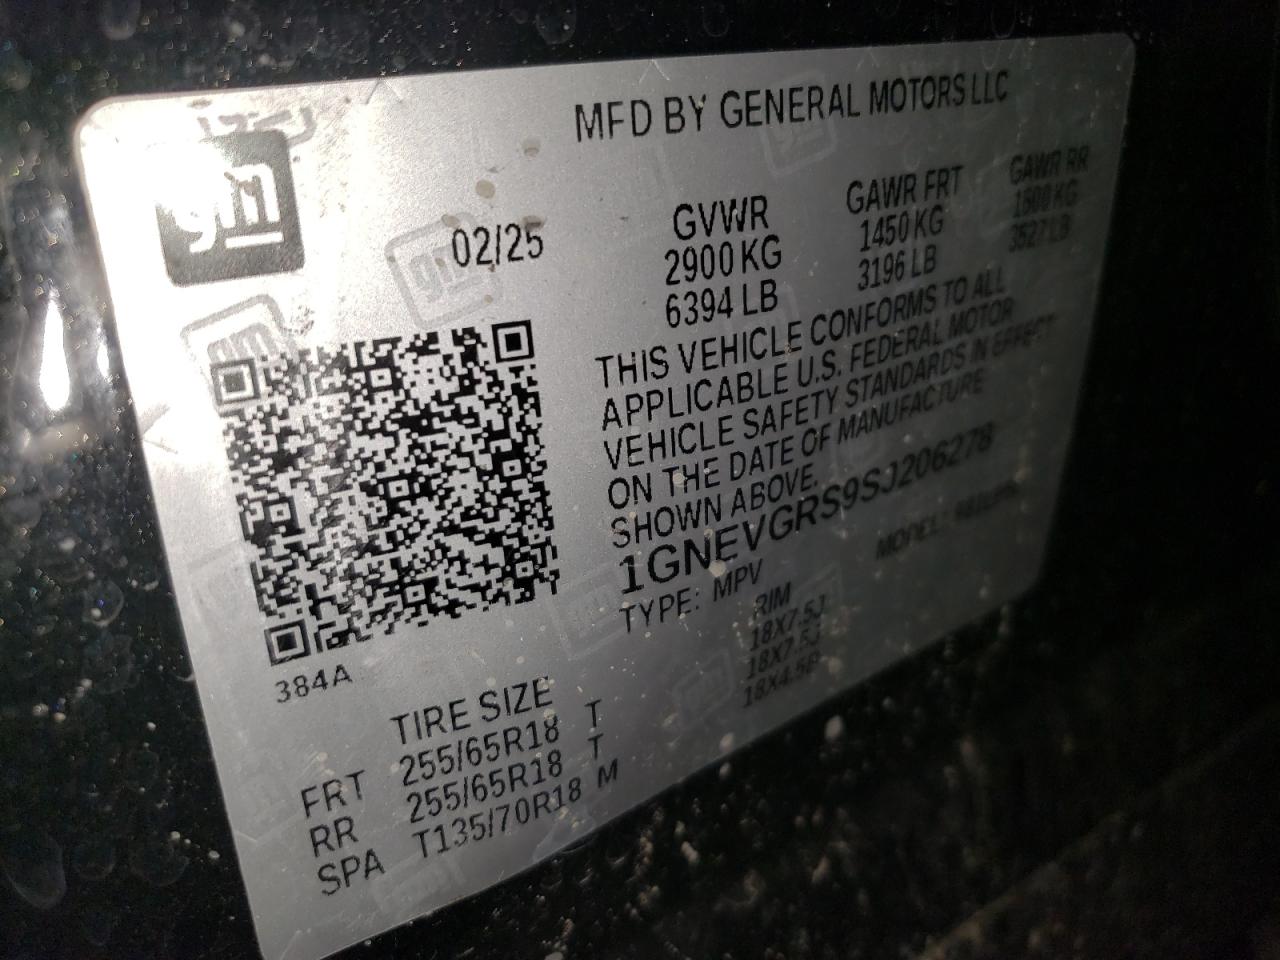 MFD BY GENERAL MOTORS LLC
gm
02/25
GVWR GAWR FRT GAWR RR
2900 KG 1450 KG 1600 KG
6394 LB 3196 LB 3527 LB
THIS VEHICLE CONFORMS TO ALL
APPLICABLE U.S. FEDERAL MOTOR
VEHICLE SAFETY STANDARDS IN EFFECT
ON THE DATE OF MANUFACTURE
SHOWN ABOVE.
1GNEVGRS9SJ206278
TYPE: MPV MODEL:
384A
TIRE SIZE RIM
FRT 255/65R18 T 18X7.5J
RR 255/65R18 T 18X7.5J
SPA T135/70R18 M 18X4.5B